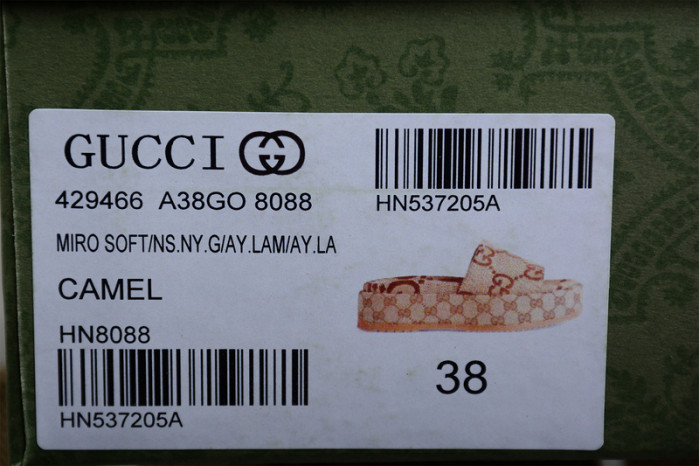 GUCCI
429466 A38GO 8088
HN537205A
MIRO SOFT/NS.NY.G/AY.LAM/AY.LA
CAMEL
HN8088
38
HN537205A